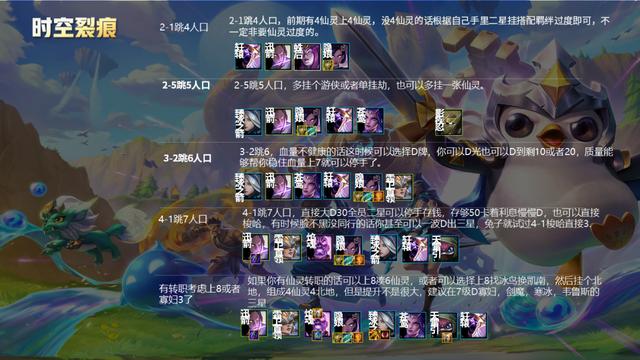 时空裂痕
2-1跳4人口
2-1跳4人口，前期有4仙灵上4仙灵，没4仙灵的话根据自己手里二星挂搭配羁绊过度即可，不一定非要仙灵过度的。
2-5跳5人口
2-5跳5人口，多挂个游侠或者单挂劫，也可以多挂一张仙灵。
3-2跳6人口
3-2跳6，血量不健康的话这时候可以选择D牌，你可以D光也可以D到剩10或者20，质量能够帮你稳住血量上7就可以停手了。
4-1跳7人口
4-1跳7人口，直接大D30全员二星可以停手存钱，存够50卡着利息慢慢D，也可以直接梭哈，有时候脸不黑没同行的话你甚至可以一波D出三星，兔子就试过4-1梭哈直接3。
有转职考虑上8或者寡妇3了
如果你有仙灵转职的话可以上8凑6仙灵，或者可以选择上8找冰鸟换凯南，然后挂个北地，组成4仙灵4北地，但是提升不是很大，建议在7级D寡妇，剑魔，寒冰，韦鲁斯的三星